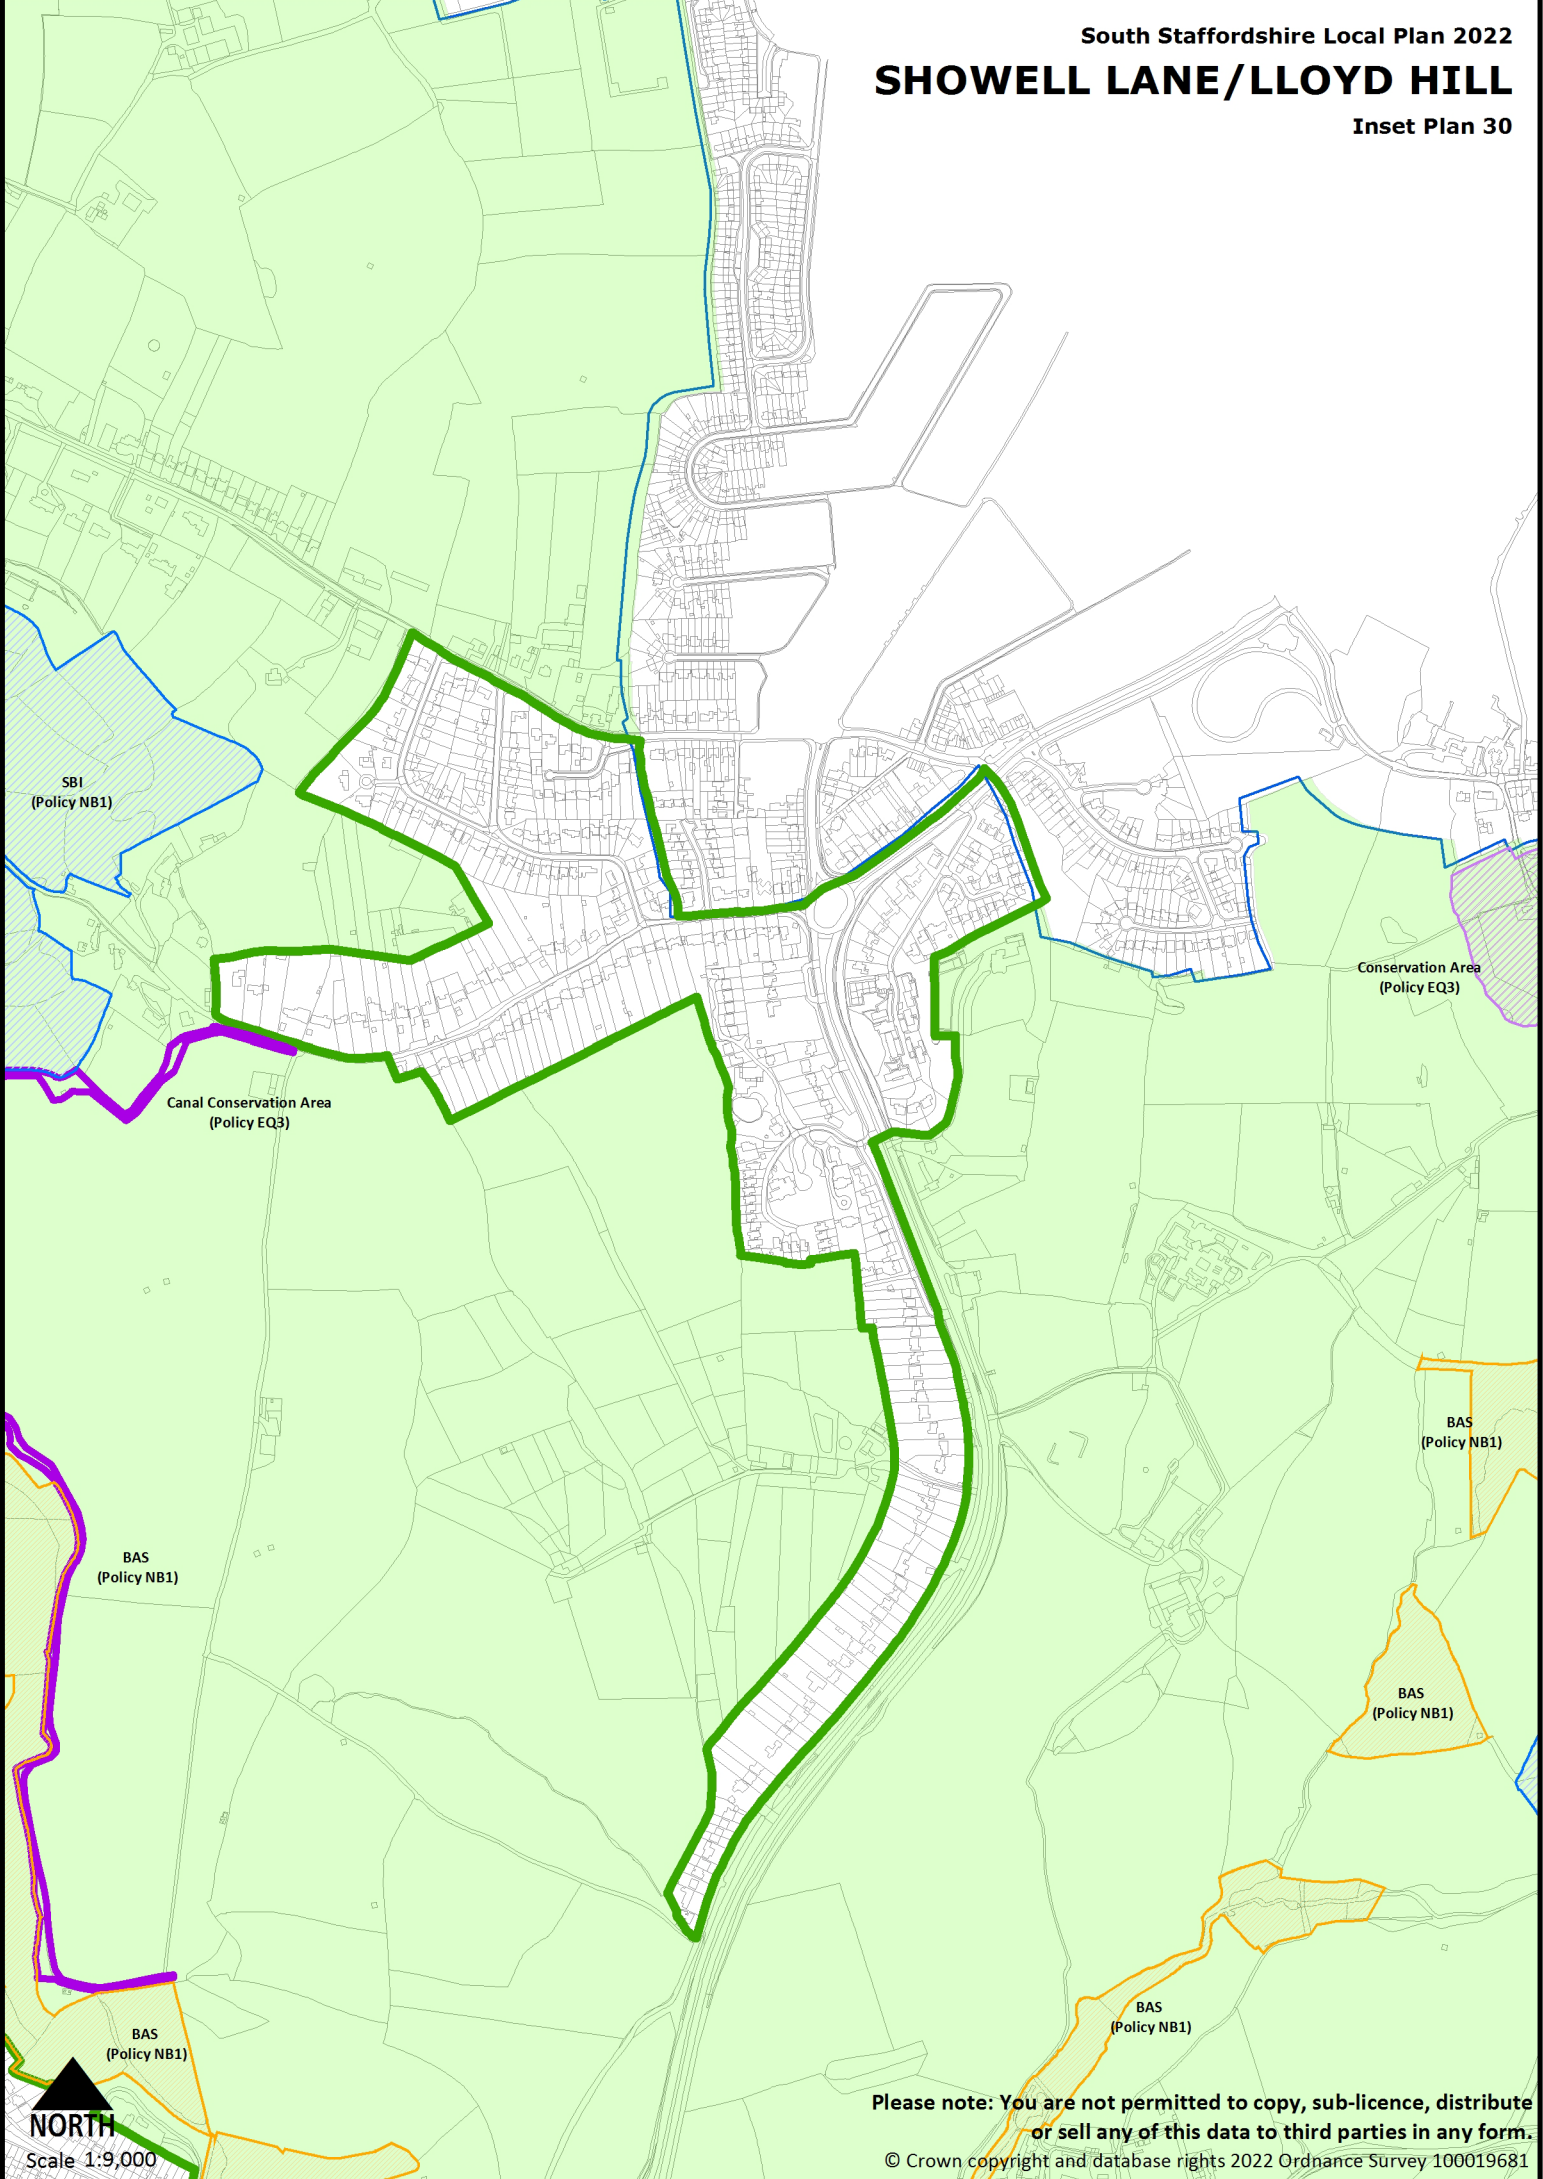 South Staffordshire Local Plan 2022
SHOWELL LANE/LLOYD HILL
Inset Plan 30
SBI
(Policy NB1)
Conservation Area
(Policy EQ3)
Canal Conservation Area
(Policy EQ3)
BAS
(Policy NB1)
BAS
(Policy NB1)
BAS
(Policy NB1)
BAS
(Policy NB1)
BAS
(Policy NB1)
NORTH
Scale 1:9,000
Please note: You are not permitted to copy, sub-licence, distribute
or sell any of this data to third parties in any form.
© Crown copyright and database rights 2022 Ordnance Survey 100019681